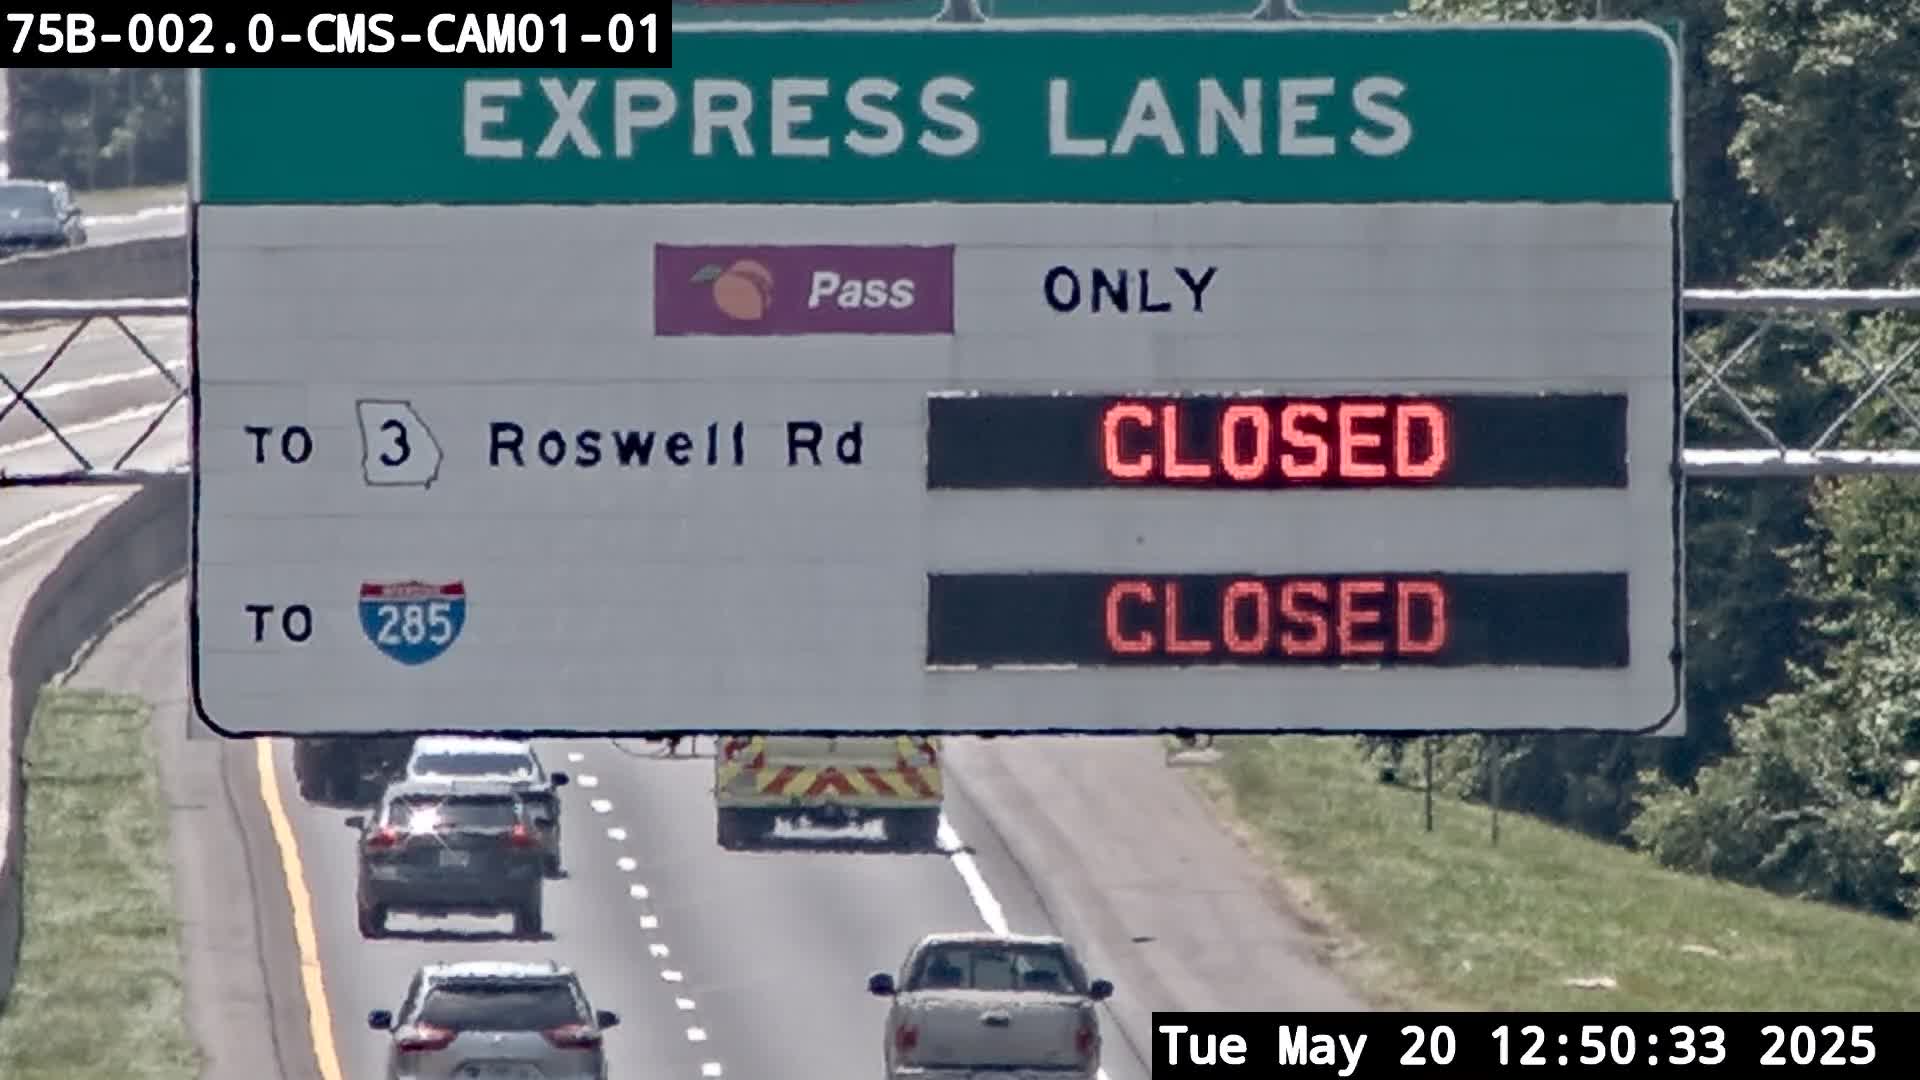 75B-002.0-CMS-CAM01-01
EXPRESS LANES
Pass ONLY
TO 3 Roswell Rd CLOSED
TO 285 CLOSED
Tue May 20 12:50:33 2025